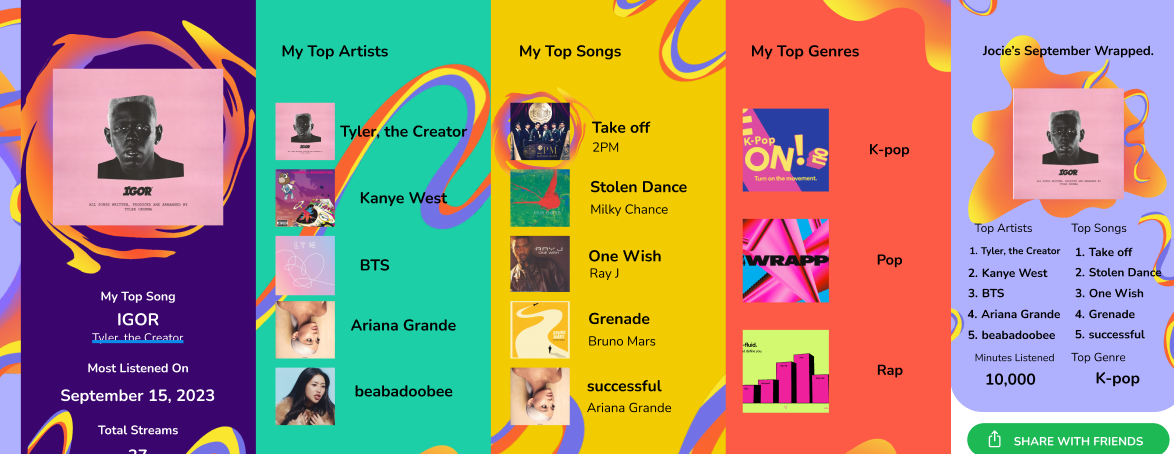 IGOR
ALL SONGS WRITTEN, PRODUCED AND ARRANGED BY
TYLER OKONMA
My Top Song
IGOR
Tyler, the Creator
Most Listened On
September 15, 2023
Total Streams
27
My Top Artists
Tyler, the Creator
Kanye West
BTS
Ariana Grande
beabadoobee
My Top Songs
2PM
Take off
2PM
Stolen Dance
Milky Chance
RAY J
One Wish
Ray J
Grenade
Bruno Mars
successful
Ariana Grande
My Top Genres
K-Pop
ON!
Turn on the movement.
K-pop
WRAPP
Pop
-fluid.
Rap
Jocie's September Wrapped.
IGOR
Top Artists
1. Tyler, the Creator
2. Kanye West
3. BTS
4. Ariana Grande
5. beabadoobee
Top Songs
1. Take off
2. Stolen Dance
3. One Wish
4. Grenade
5. successful
Minutes Listened
10,000
Top Genre
K-pop
SHARE WITH FRIENDS